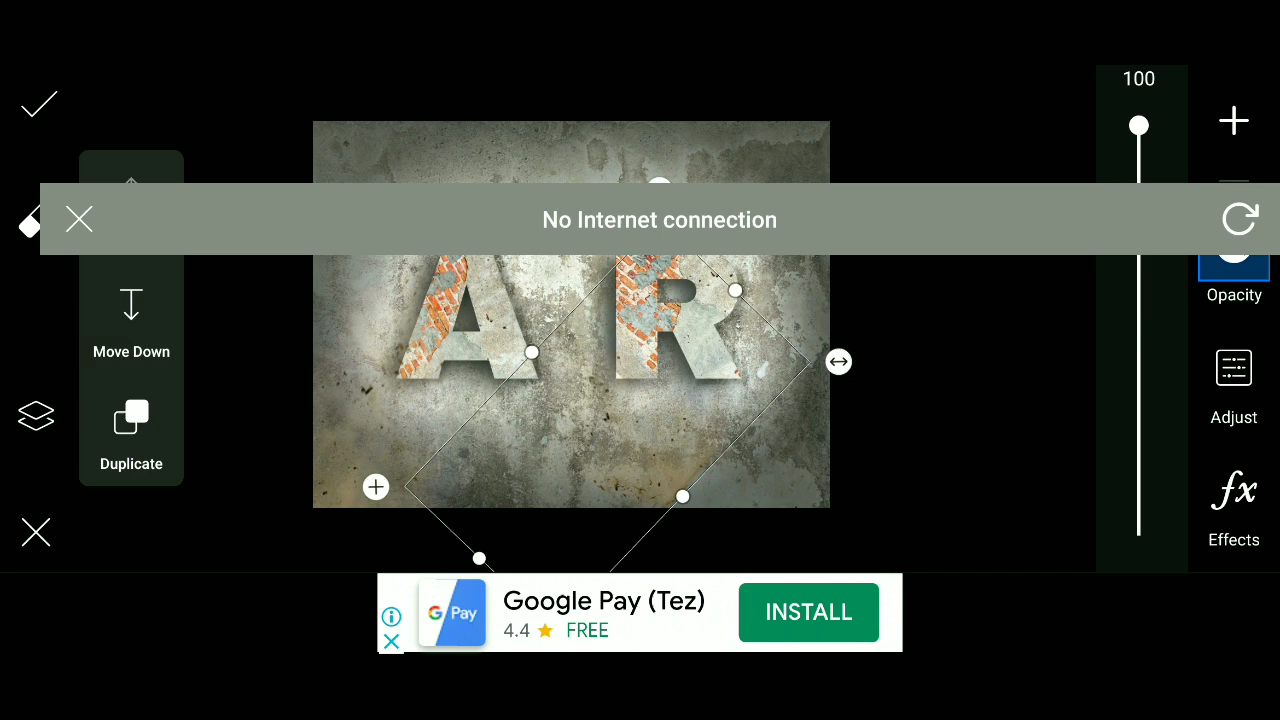 100
No Internet connection
Opacity
Move Down
Adjust
Duplicate
fx
Effects
A R
G Pay
Google Pay (Tez)
4.4 ★ FREE
INSTALL